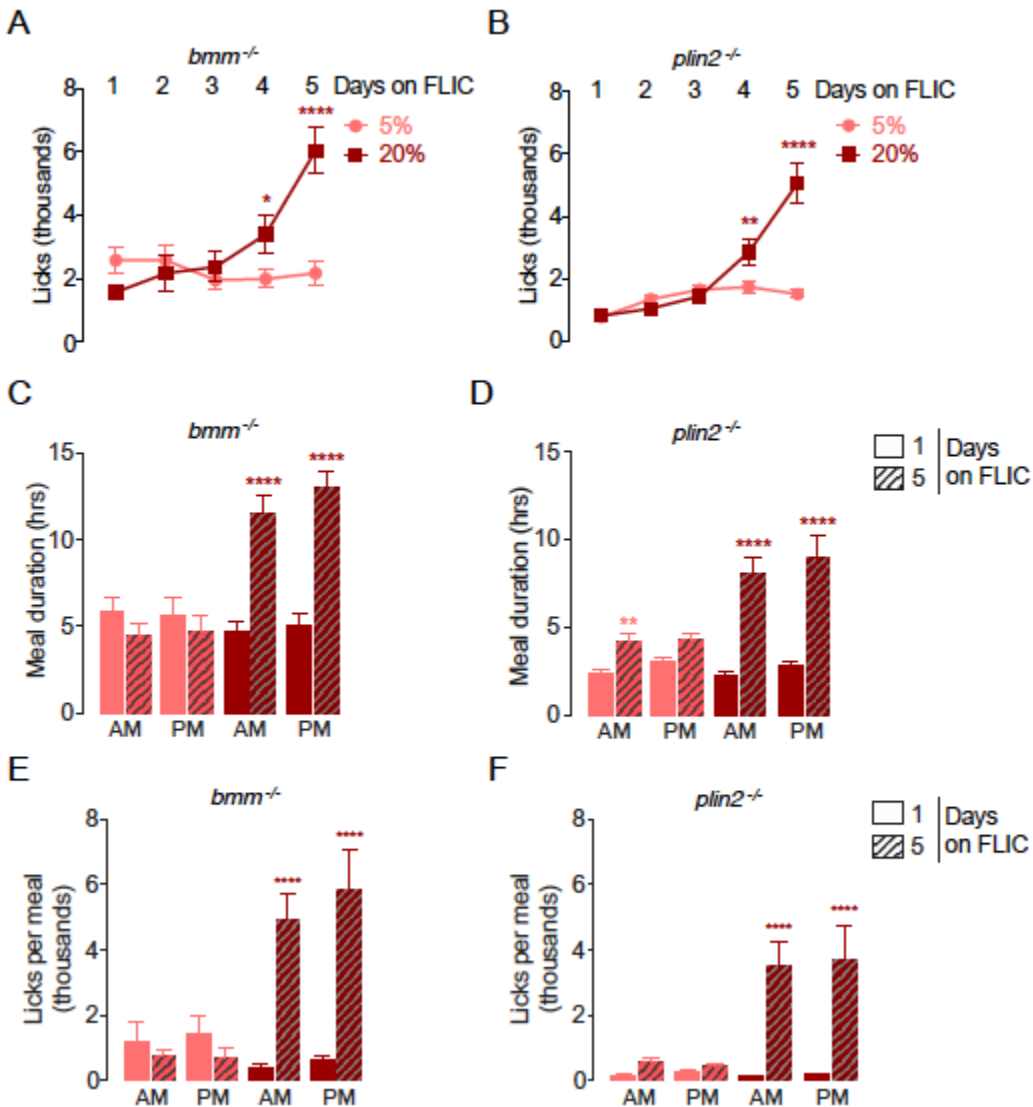 A
bmm-/-
8 1 2 3 4 5 Days on FLIC
****
5%
20%
*
6
4
2
0
Licks (thousands)
B
plin2-/-
8 1 2 3 4 5 Days on FLIC
5%
20%
****
**
6
4
2
0
Licks (thousands)
C
bmm-/-
15
10
5
0
Meal duration (hrs)
**** ****
AM PM AM PM
D
plin2-/-
15
10
5
0
Meal duration (hrs)
** **** ****
AM PM AM PM
1 Days
5 on FLIC
E
bmm-/-
8
6
4
2
0
Licks per meal
(thousands)
**** ****
AM PM AM PM
F
plin2-/-
8
6
4
2
0
Licks per meal
(thousands)
**** ****
AM PM AM PM
1 Days
5 on FLIC